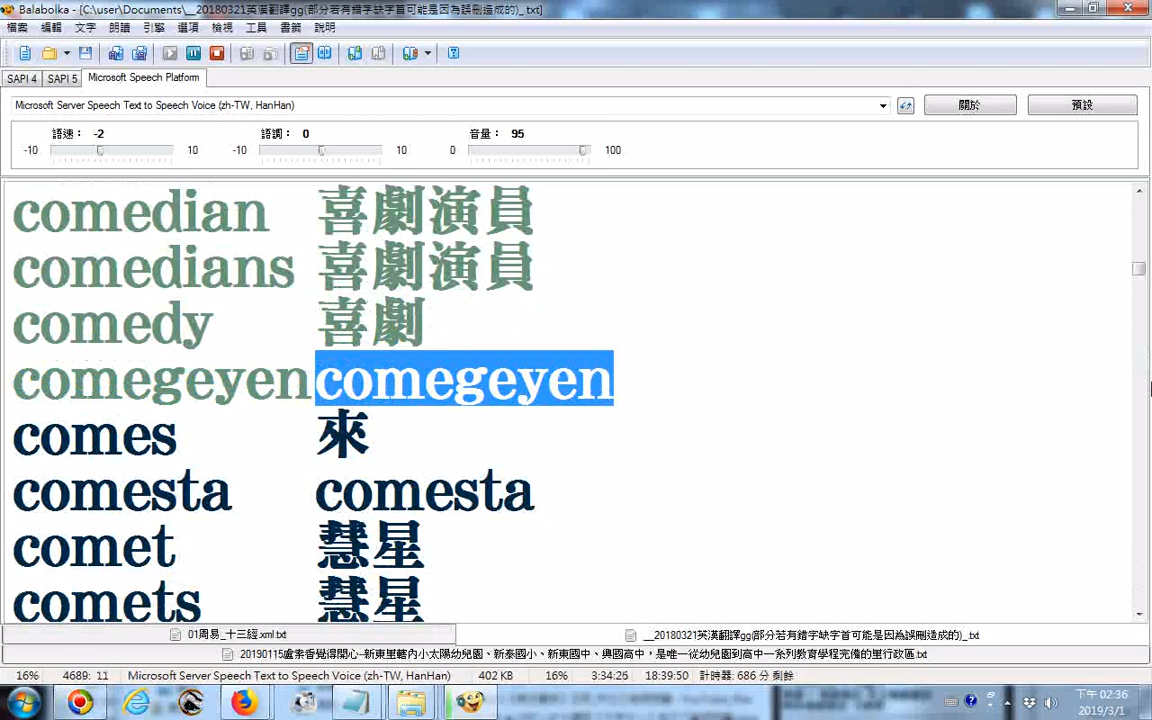 Balabolka - [C:\user\Documents\__20180321英漢翻譯gg(部分若有錯字缺字首可能是因為誤刪造成的)_.txt]
檔案 編輯 文字 朗讀 引擎 選項 檢視 工具 書籤 說明
SAPI 4 SAPI 5 Microsoft Speech Platform
Microsoft Server Speech Text to Speech Voice (zh-TW, HanHan) 關於 預設
語速： -2 語調： 0 音量： 95
-10 10 -10 10 0 100
comedian 喜劇演員
comedians 喜劇演員
comedy 喜劇
comegeyen comegeyen
comes 來
comesta comesta
comet 慧星
comets 慧星
01周易_十三經.xml.txt __20180321英漢翻譯gg(部分若有錯字缺字首可能是因為誤刪造成的)_.txt
20190115盧素香覺得開心~新東里轄內小太陽幼兒園、新泰國小、新東國中、興國高中，是唯一從幼兒園到高中一系列教育學程完備的里行政區.txt
16% 4689: 11 Microsoft Server Speech Text to Speech Voice (zh-TW, HanHan) 402 KB 16% 3:34:25 18:39:50 計時器: 686 分 剩餘
下午 02:36
2019/3/1